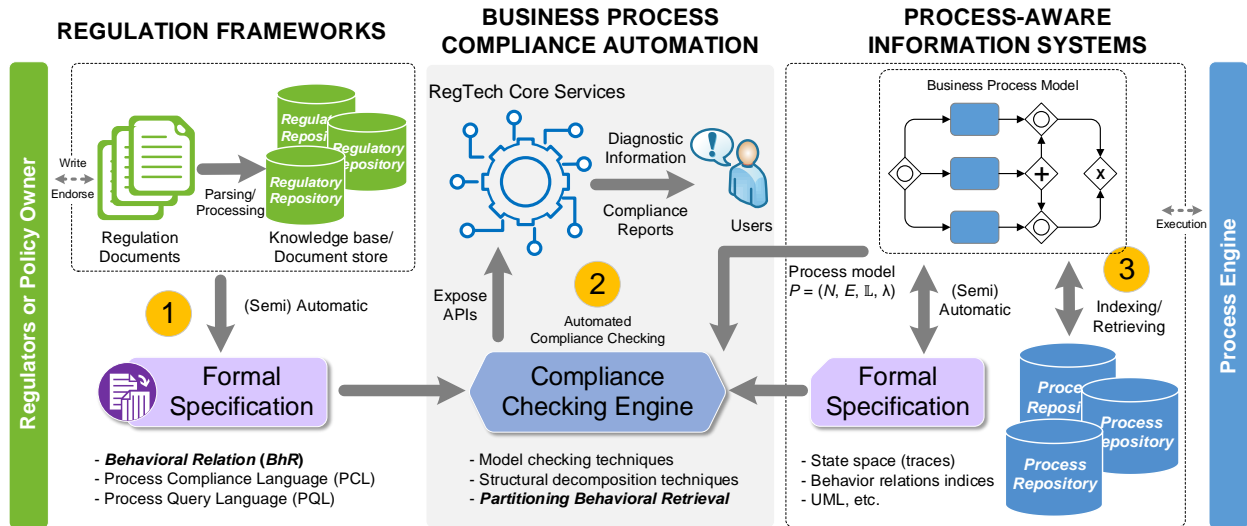 REGULATION FRAMEWORKS
BUSINESS PROCESS
COMPLIANCE AUTOMATION
PROCESS-AWARE
INFORMATION SYSTEMS
Regulators or Policy Owner
Write
Endorse
Regulatory
Repository
Regulatory
Repository
Regulatory
Repository
Parsing/
Processing
Regulation
Documents
Knowledge base/
Document store
1
(Semi) Automatic
Formal
Specification
- Behavioral Relation (BhR)
- Process Compliance Language (PCL)
- Process Query Language (PQL)
RegTech Core Services
Diagnostic
Information
Compliance
Reports
Users
Expose
APIs
2
Automated
Compliance Checking
Compliance
Checking Engine
- Model checking techniques
- Structural decomposition techniques
- Partitioning Behavioral Retrieval
Business Process Model
X
Process model
P = (N, E, 𝕃, λ)
(Semi)
Automatic
3
Indexing/
Retrieving
Execution
Formal
Specification
- State space (traces)
- Behavior relations indices
- UML, etc.
Process
Repository
Process
Repository
Process
Repository
Process Engine